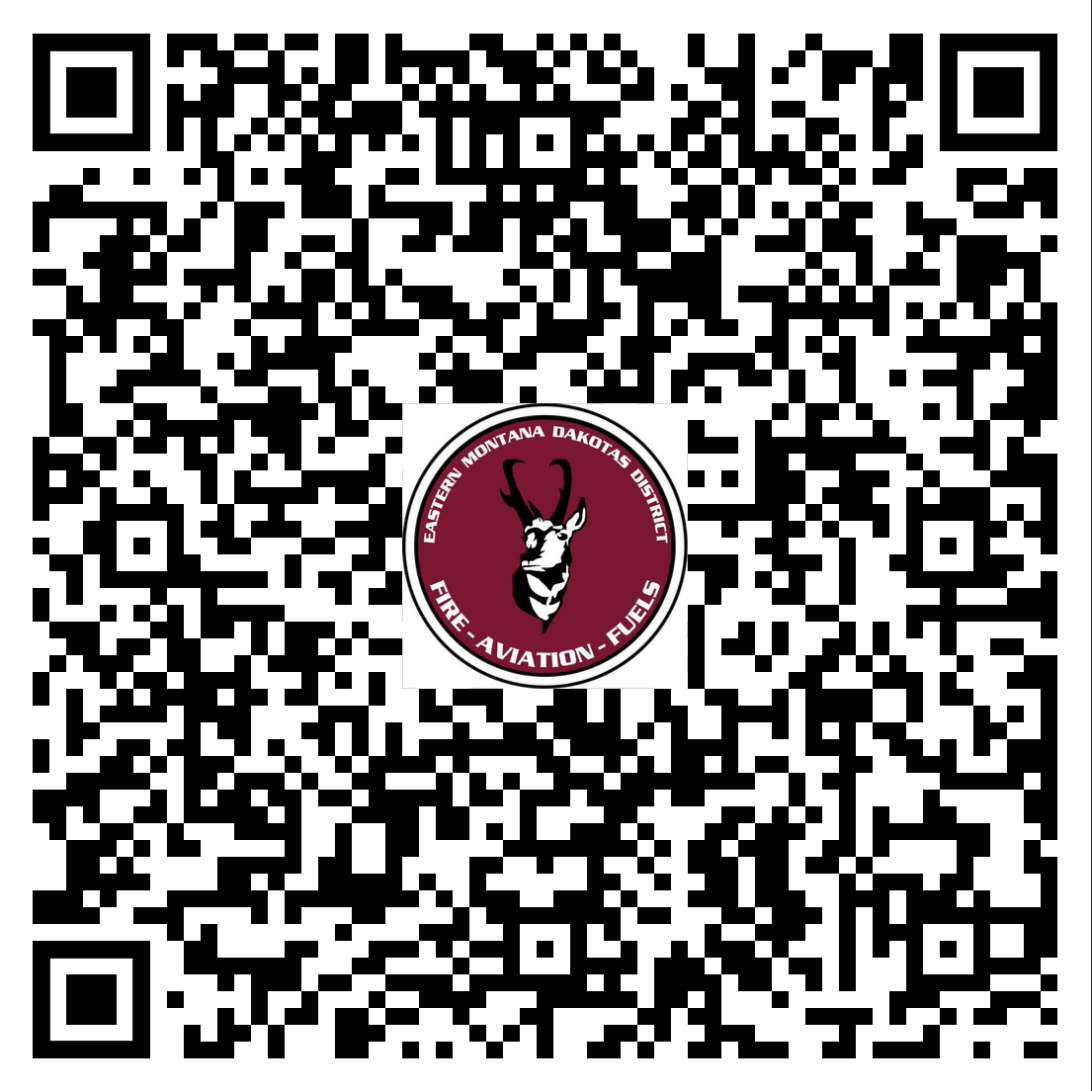 EASTERN MONTANA DAKOTAS DISTRICT
FIRE - AVIATION - FUELS